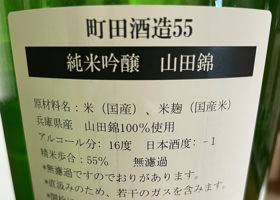 町田酒造55
純米吟醸　山田錦
原材料名：米（国産）、米麹（国産米）
兵庫県産　山田錦100％使用
アルコール分：16度　日本酒度：-1
精米歩合：55％　　無濾過
*無濾過ですのでおりがあります。
*直汲みのため、若干のガスを含みます。